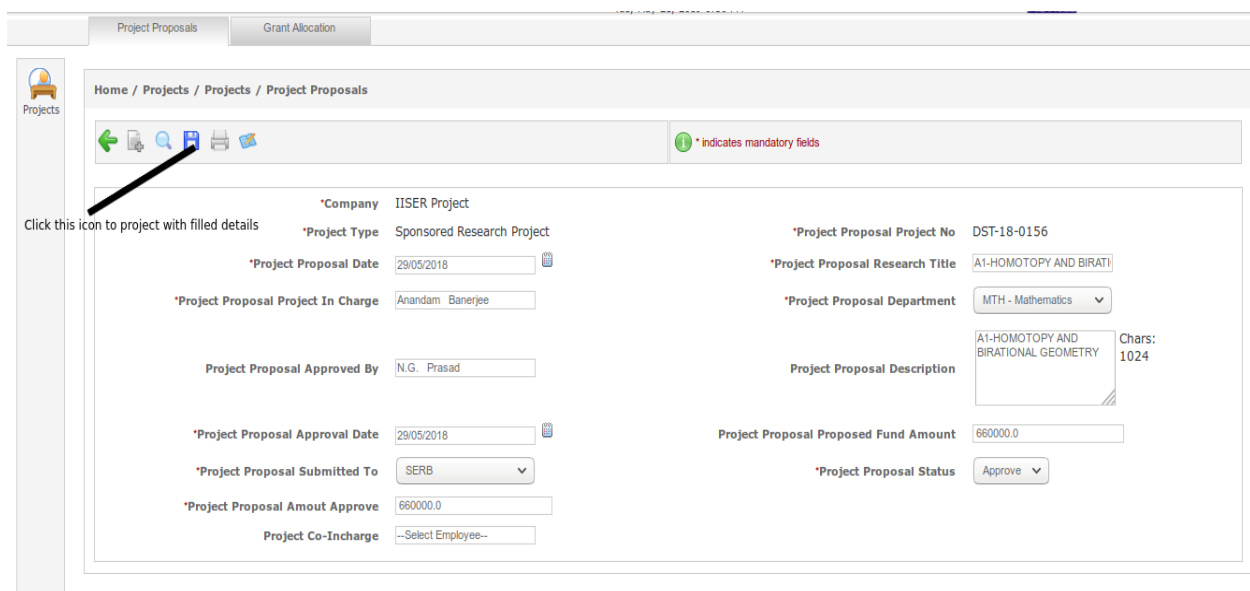 Project Proposals
Grant Allocation
Projects
Home / Projects / Projects / Project Proposals
* indicates mandatory fields
Click this icon to project with filled details
*Company IISER Project
*Project Type Sponsored Research Project
*Project Proposal Project No DST-18-0156
*Project Proposal Date 29/05/2018
*Project Proposal Research Title A1-HOMOTOPY AND BIRATI
*Project Proposal Project In Charge Anandam Banerjee
*Project Proposal Department MTH - Mathematics
Project Proposal Approved By N.G. Prasad
Project Proposal Description
A1-HOMOTOPY AND
BIRATIONAL GEOMETRY
Chars:
1024
*Project Proposal Approval Date 29/05/2018
Project Proposal Proposed Fund Amount 660000.0
*Project Proposal Submitted To SERB
*Project Proposal Status Approve
*Project Proposal Amout Approve 660000.0
Project Co-Incharge --Select Employee--